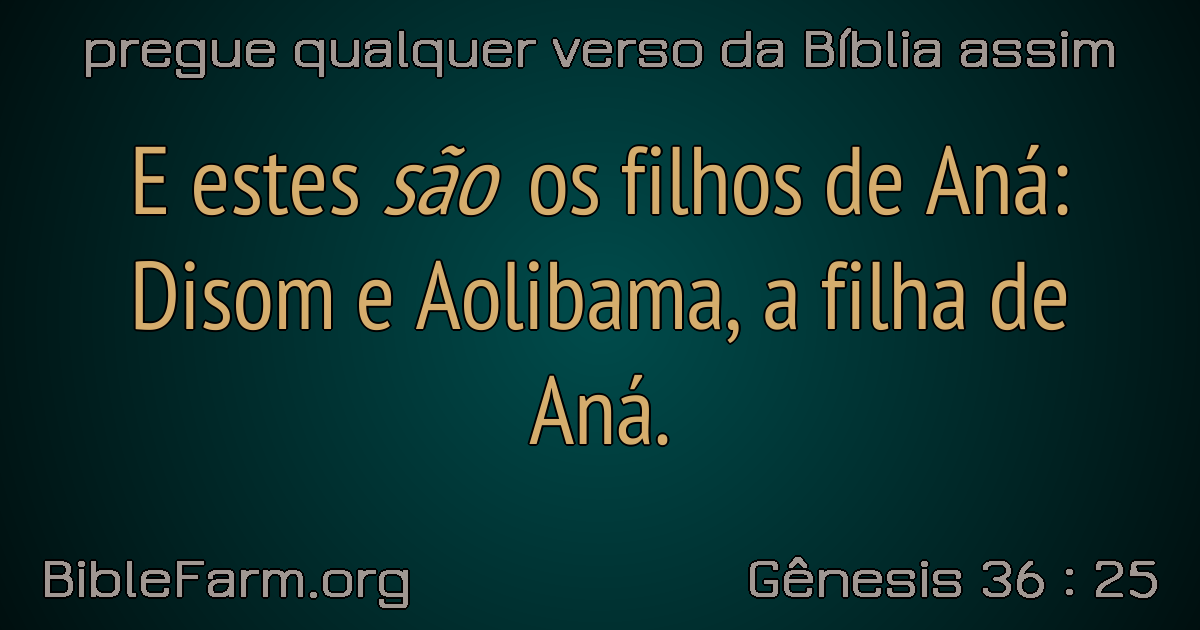 pregue qualquer verso da Bíblia assim
E estes são os filhos de Aná:
Disom e Aolibama, a filha de
Aná.
BibleFarm.org
Gênesis 36 : 25